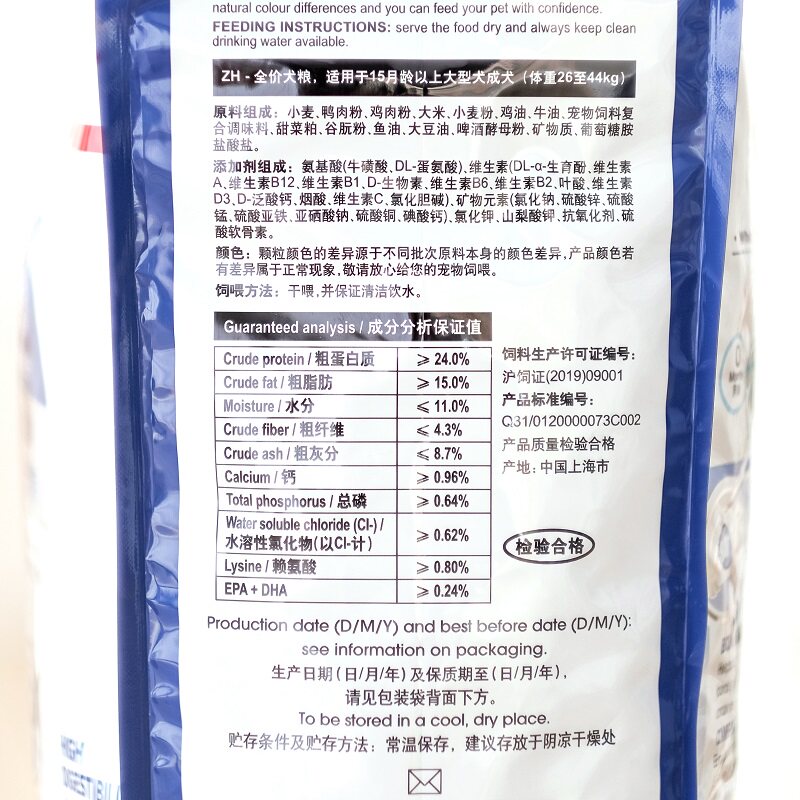 natural colour differences and you can feed your pet with confidence.
FEEDING INSTRUCTIONS: serve the food dry and always keep clean
drinking water available.
ZH - 全价犬粮，适用于15月龄以上大型犬成犬（体重26至44kg）
原料组成：小麦、鸭肉粉、鸡肉粉、大米、小麦粉、鸡油、牛油、宠物饲料复
合调味料、甜菜粕、谷朊粉、鱼油、大豆油、啤酒酵母粉、矿物质、葡萄糖胺
盐酸盐。
添加剂组成：氨基酸(牛磺酸、DL-蛋氨酸)、维生素(DL-α-生育酚、维生素
A、维生素B12、维生素B1、D-生物素、维生素B6、维生素B2、叶酸、维生素
D3、D-泛酸钙、烟酸、维生素C、氯化胆碱)、矿物元素(氯化钠、硫酸锌、硫酸
锰、硫酸亚铁、亚硒酸钠、硫酸铜、碘酸钙)、氯化钾、山梨酸钾、抗氧化剂、硫
酸软骨素。
颜色：颗粒颜色的差异源于不同批次原料本身的颜色差异，产品颜色若
有差异属于正常现象，敬请放心给您的宠物饲喂。
饲喂方法：干喂，并保证清洁饮水。
Guaranteed analysis / 成分分析保证值
Crude protein / 粗蛋白质 ⩾ 24.0%
Crude fat / 粗脂肪 ⩾ 15.0%
Moisture / 水分 ⩽ 11.0%
Crude fiber / 粗纤维 ⩽ 4.3%
Crude ash / 粗灰分 ⩽ 8.7%
Calcium / 钙 ⩾ 0.96%
Total phosphorus / 总磷 ⩾ 0.64%
Water soluble chloride (Cl-) /
水溶性氯化物(以Cl-计) ⩾ 0.62%
Lysine / 赖氨酸 ⩾ 0.80%
EPA + DHA ⩾ 0.24%
饲料生产许可证编号：
沪饲证(2019)09001
产品标准编号：
Q31/0120000073C002
产品质量检验合格
产地：中国上海市
检验合格
Production date (D/M/Y) and best before date (D/M/Y):
see information on packaging.
生产日期(日/月/年)及保质期至(日/月/年)，
请见包装袋背面下方。
To be stored in a cool, dry place.
贮存条件及贮存方法：常温保存，建议存放于阴凉干燥处
HIGH
DIGESTIBIL